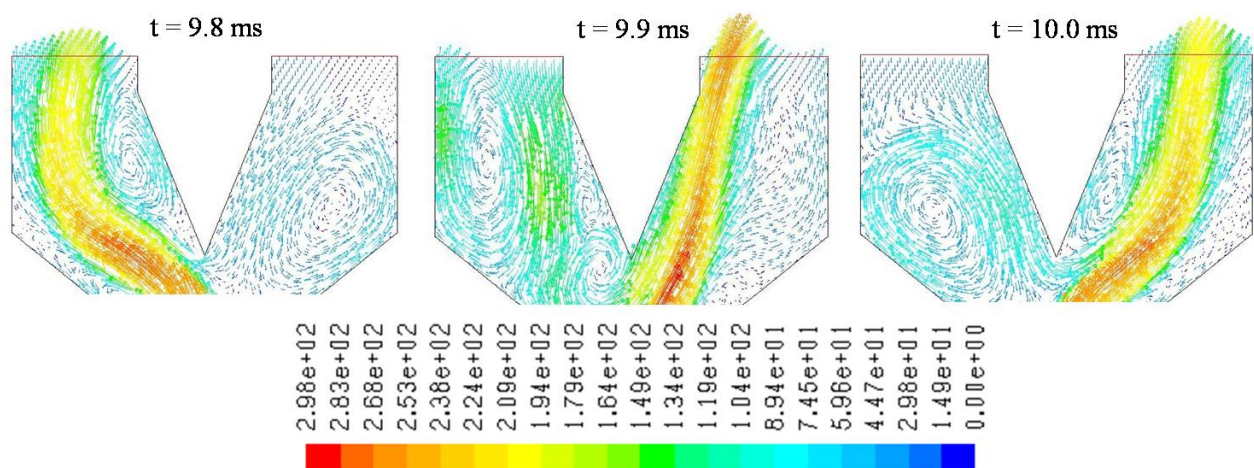 t = 9.8 ms
t = 9.9 ms
t = 10.0 ms
2.98e+02
2.83e+02
2.68e+02
2.53e+02
2.38e+02
2.24e+02
2.09e+02
1.94e+02
1.79e+02
1.64e+02
1.49e+02
1.34e+02
1.19e+02
1.04e+02
8.94e+01
7.45e+01
5.96e+01
4.47e+01
2.98e+01
1.49e+01
0.00e+00